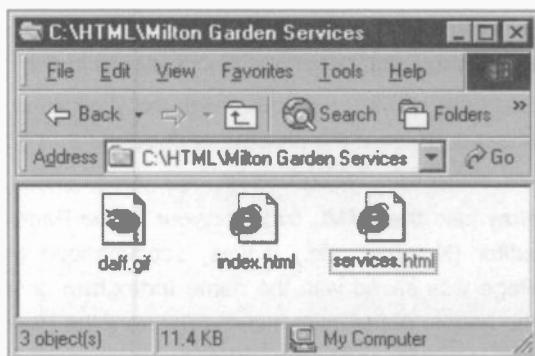 C:\HTML\Milton Garden Services
File Edit View Favorites Tools Help
Back Search Folders »
Address C:\HTML\Milton Garden Services Go
daff.gif index.html services.html
3 object(s) 11.4 KB My Computer